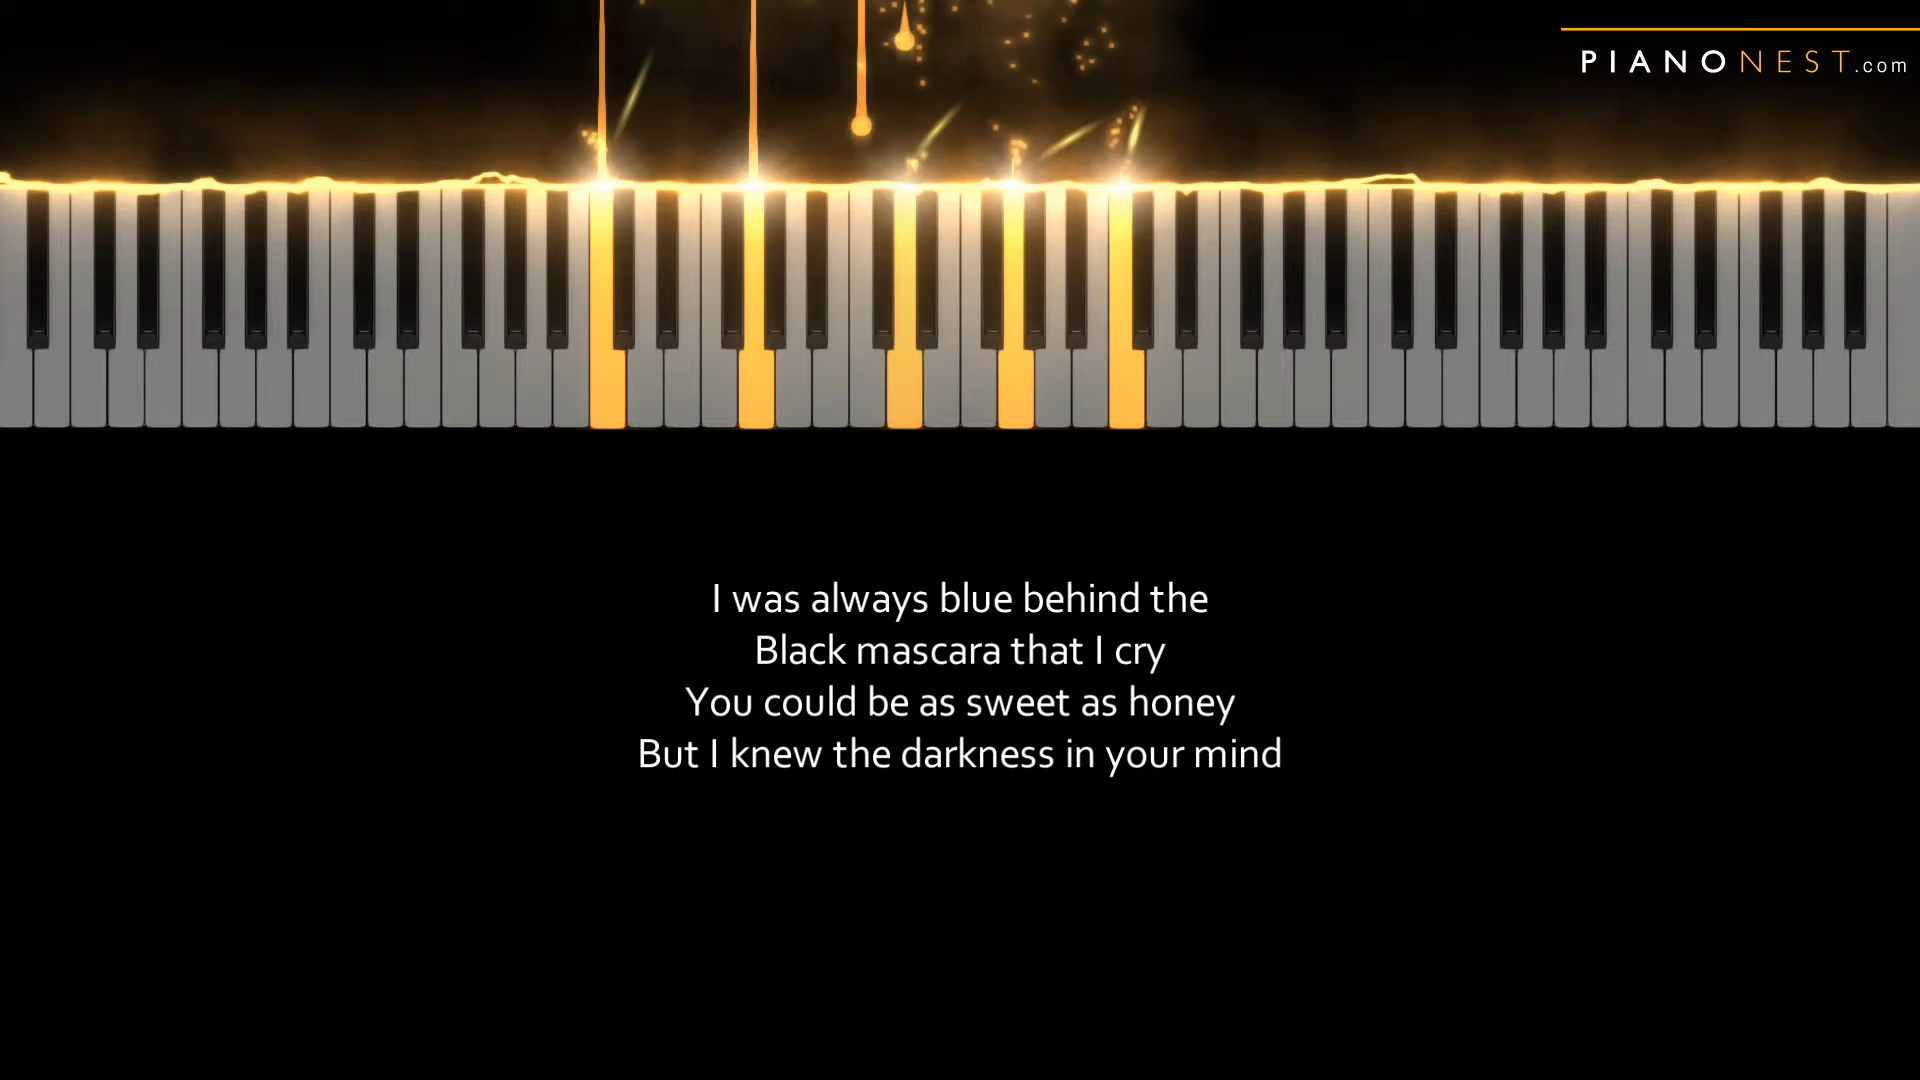 PIANONEST.com
I was always blue behind the
Black mascara that I cry
You could be as sweet as honey
But I knew the darkness in your mind